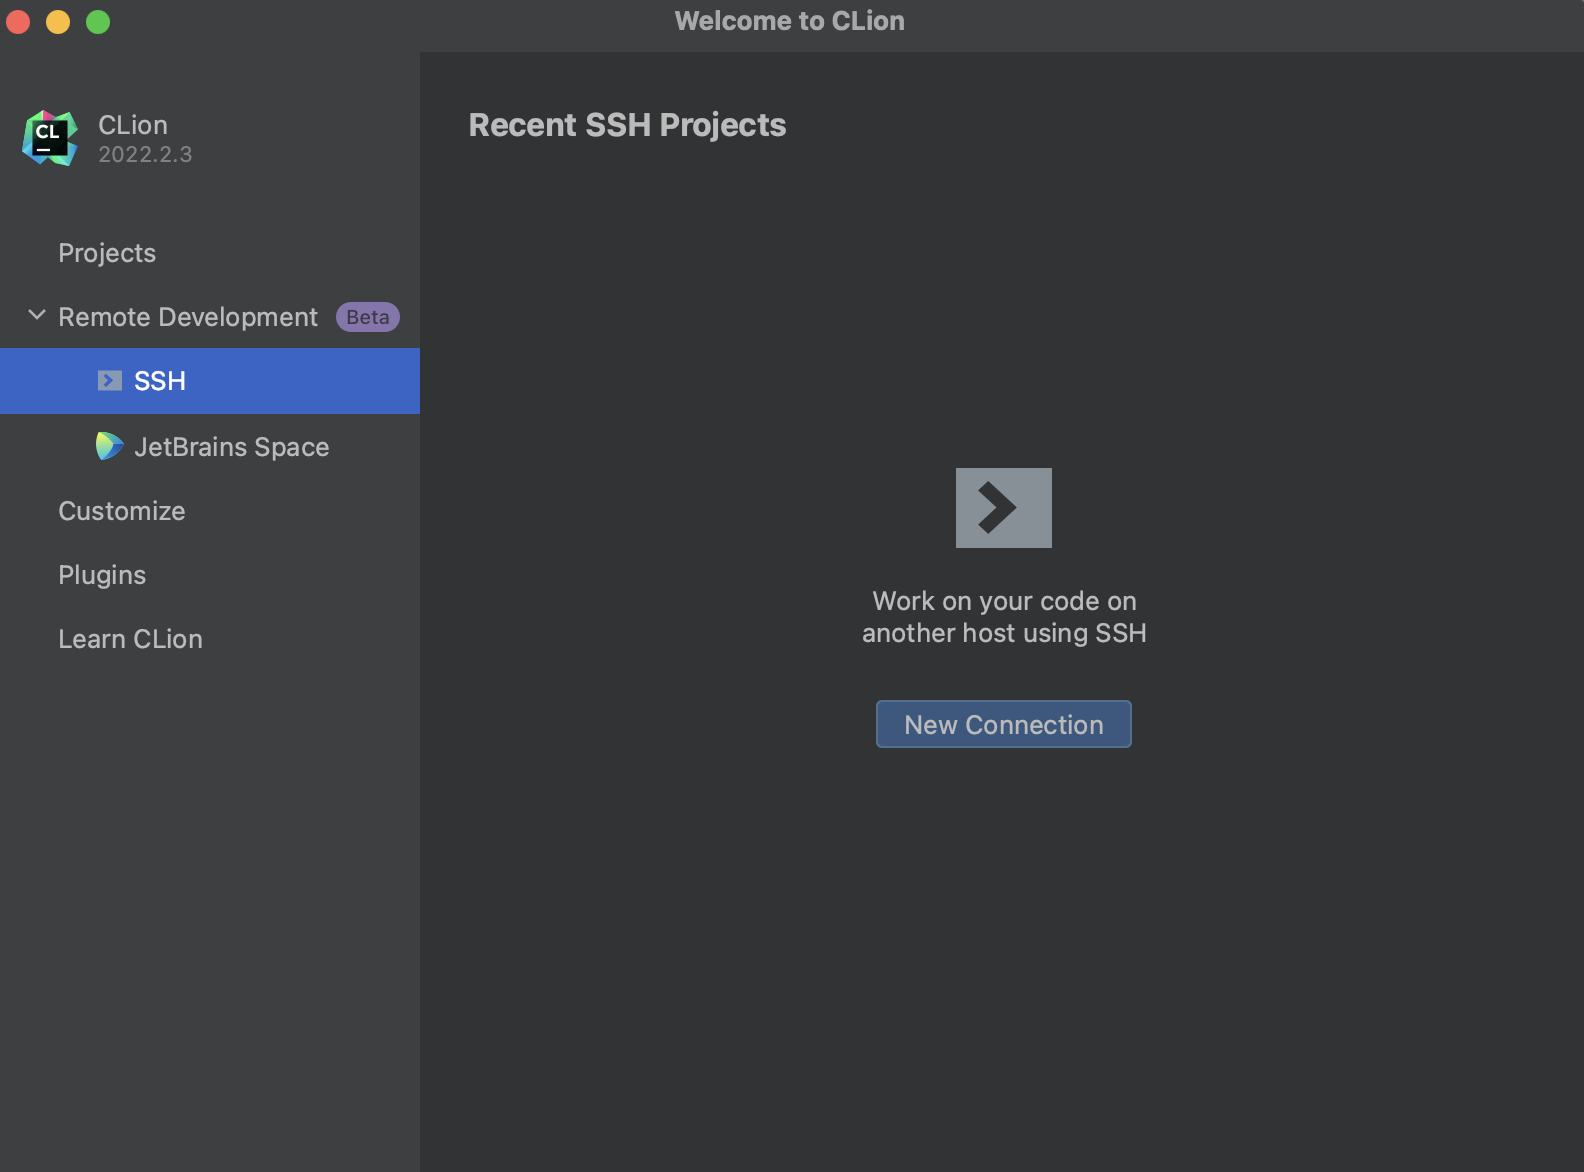 Welcome to CLion
CL
CLion
2022.2.3
Projects
Remote Development Beta
SSH
JetBrains Space
Customize
Plugins
Learn CLion
Recent SSH Projects
Work on your code on
another host using SSH
New Connection